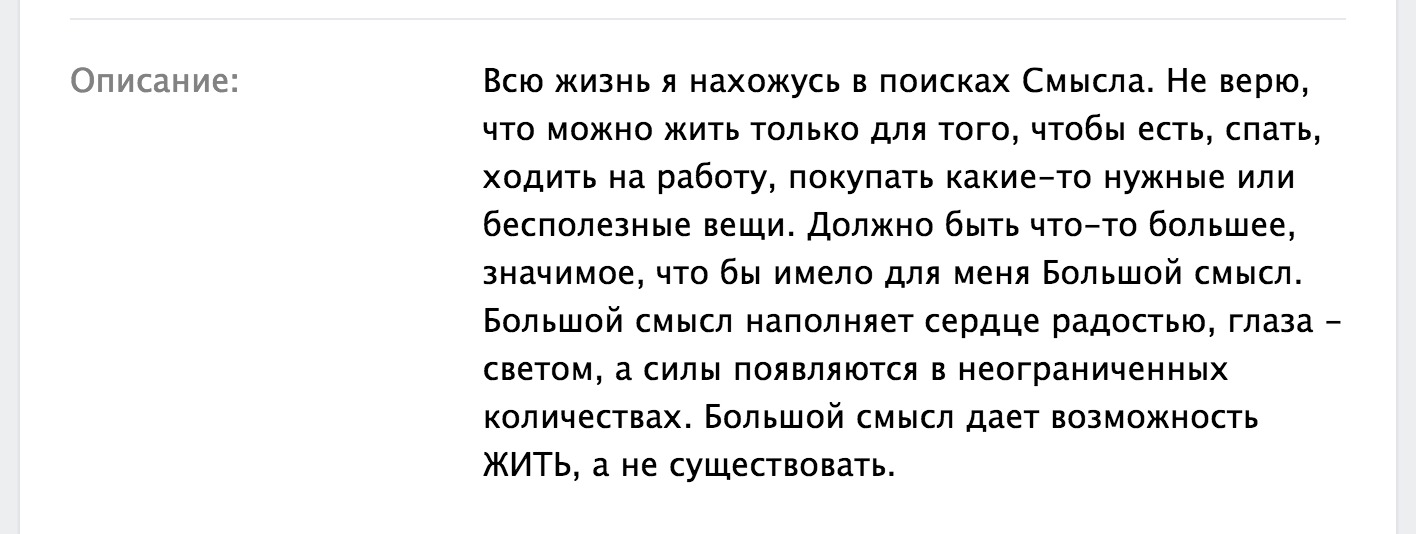 Описание:
Всю жизнь я нахожусь в поисках Смысла. Не верю,
что можно жить только для того, чтобы есть, спать,
ходить на работу, покупать какие-то нужные или
бесполезные вещи. Должно быть что-то большее,
значимое, что бы имело для меня Большой смысл.
Большой смысл наполняет сердце радостью, глаза -
светом, а силы появляются в неограниченных
количествах. Большой смысл дает возможность
ЖИТЬ, а не существовать.